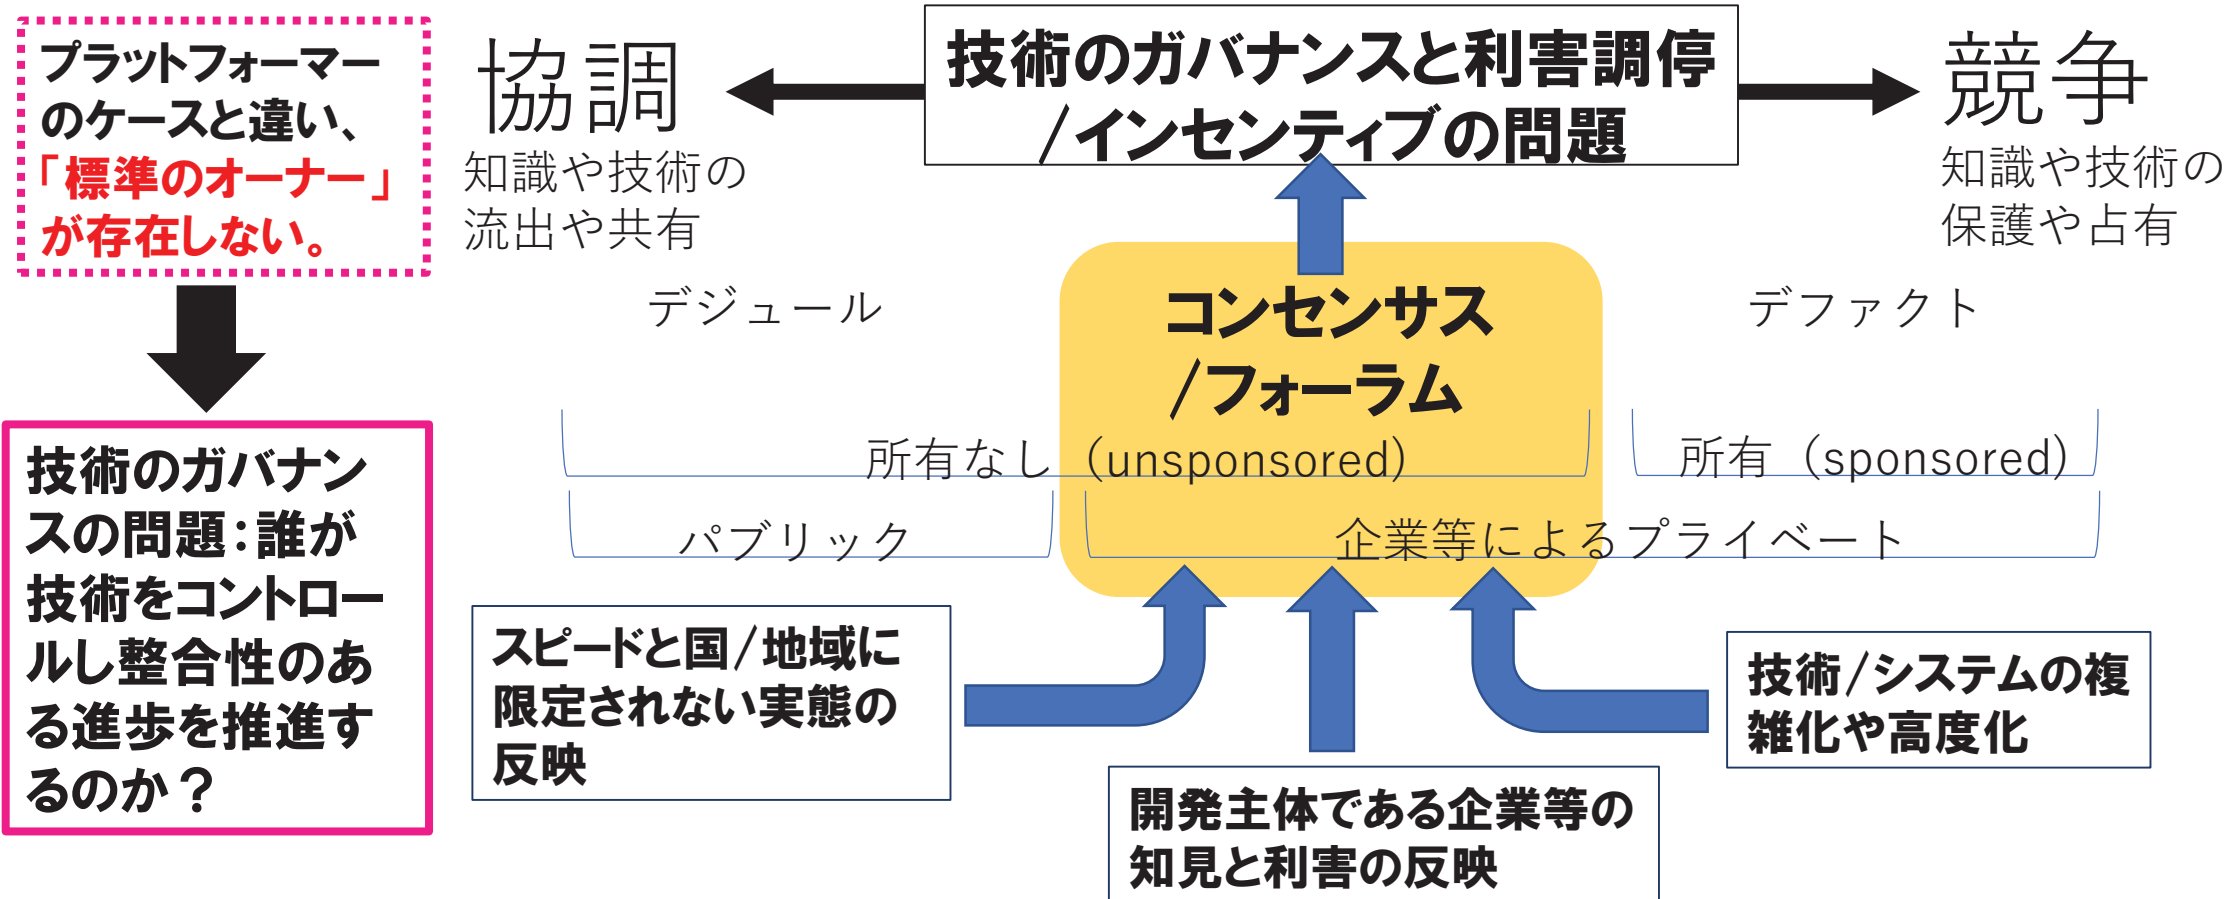 プラットフォーマー
のケースと違い、
「標準のオーナー」
が存在しない。
技術のガバナン
スの問題：誰が
技術をコントロー
ルし整合性のあ
る進歩を推進す
るのか？
協調
知識や技術の
流出や共有
技術のガバナンスと利害調停
/インセンティブの問題
競争
知識や技術の
保護や占有
デジュール
コンセンサス
/フォーラム
デファクト
所有なし（unsponsored）
所有（sponsored）
パブリック
企業等によるプライベート
スピードと国/地域に
限定されない実態の
反映
開発主体である企業等の
知見と利害の反映
技術/システムの複
雑化や高度化